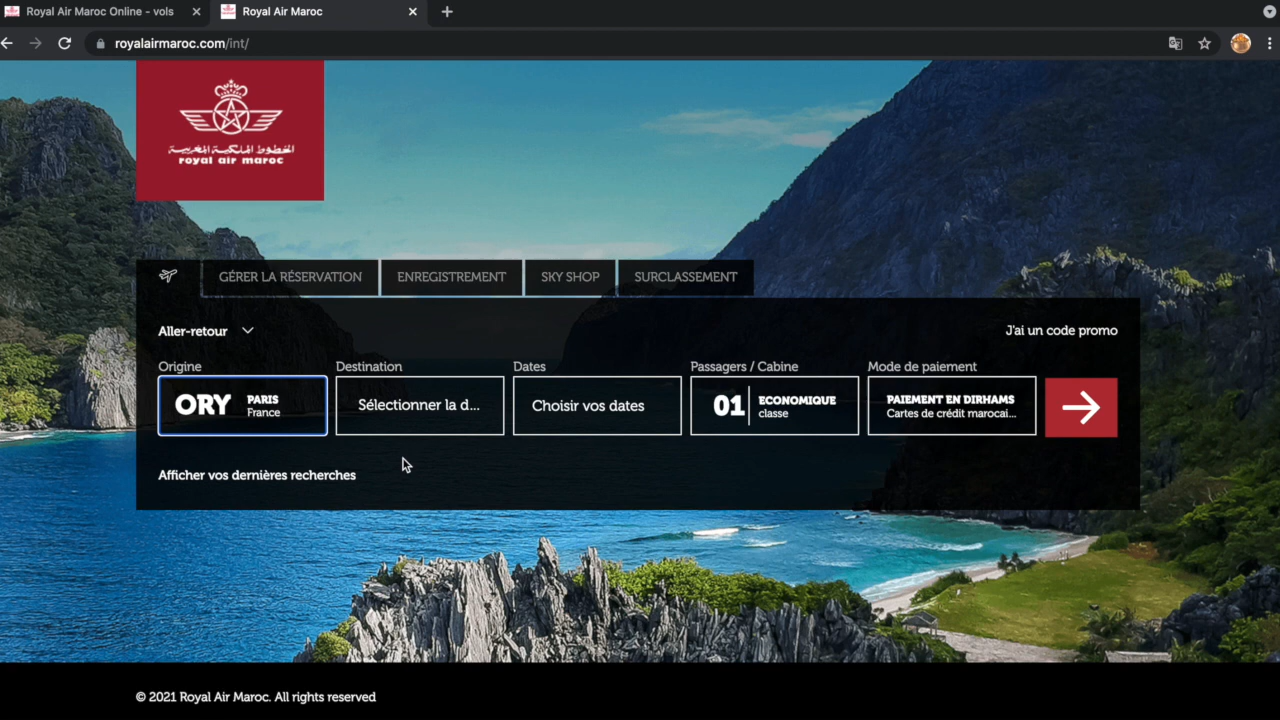 Royal Air Maroc Online - vols
Royal Air Maroc
royalairmaroc.com/int/
الخطوط الملكية المغربية
royal air maroc
GÉRER LA RÉSERVATION
ENREGISTREMENT
SKY SHOP
SURCLASSEMENT
Aller-retour
J'ai un code promo
Origine
Destination
Dates
Passagers / Cabine
Mode de paiement
ORY
PARIS
France
Sélectionner la d...
Choisir vos dates
01
ECONOMIQUE
classe
PAIEMENT EN DIRHAMS
Cartes de crédit marocai...
Afficher vos dernières recherches
© 2021 Royal Air Maroc. All rights reserved